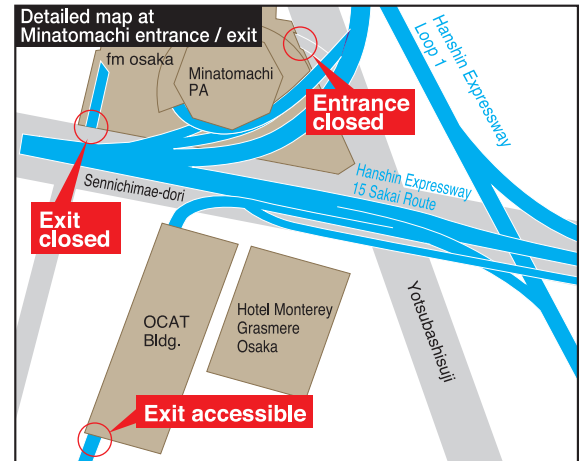 Detailed map at
Minatomachi entrance / exit
fm osaka
Minatomachi
PA
Entrance
closed
Hanshin Expressway
Loop 1
Hanshin Expressway
15 Sakai Route
Sennichimae-dori
Exit
closed
OCAT
Bldg.
Hotel Monterey
Grasmere
Osaka
Yotsubashisuji
Exit accessible